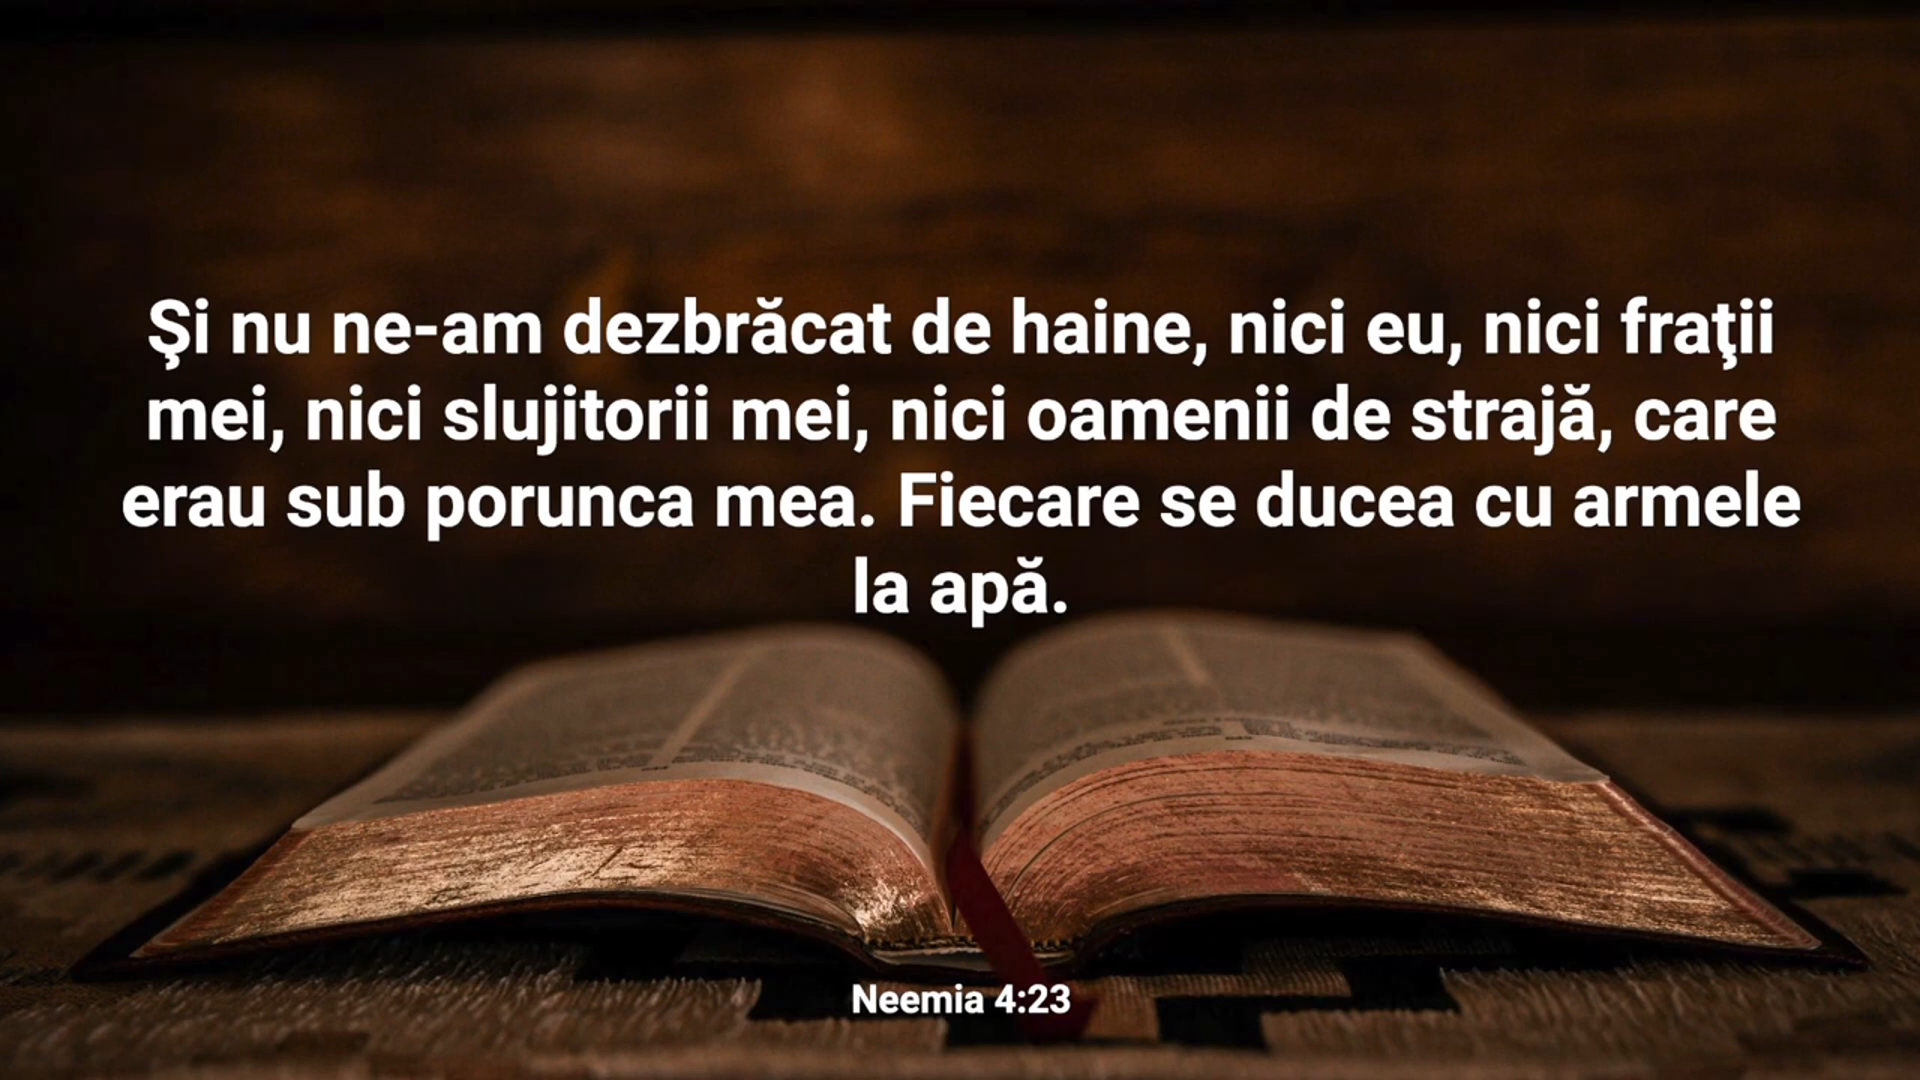 Şi nu ne-am dezbrăcat de haine, nici eu, nici fraţii
mei, nici slujitorii mei, nici oamenii de strajă, care
erau sub porunca mea. Fiecare se ducea cu armele
la apă.
Neemia 4:23